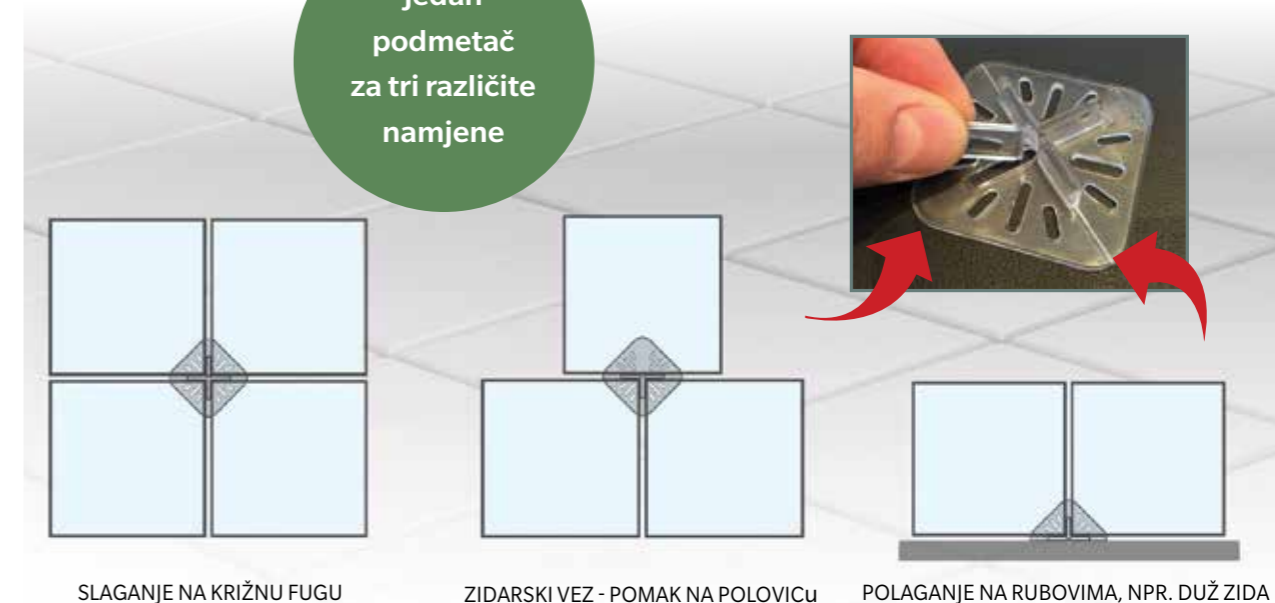 jedan
podmetač
za tri različite
namjene
SLAGANJE NA KRIŽNU FUGU
ZIDARSKI VEZ - POMAK NA POLOVICu
POLAGANJE NA RUBOVIMA, NPR. DUŽ ZIDA